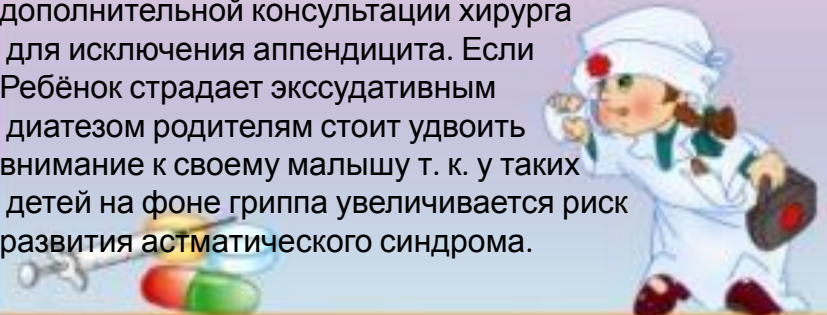 дополнительной консультации хирурга
для исключения аппендицита. Если
Ребёнок страдает экссудативным
диатезом родителям стоит удвоить
внимание к своему малышу т. к. у таких
детей на фоне гриппа увеличивается риск
развития астматического синдрома.